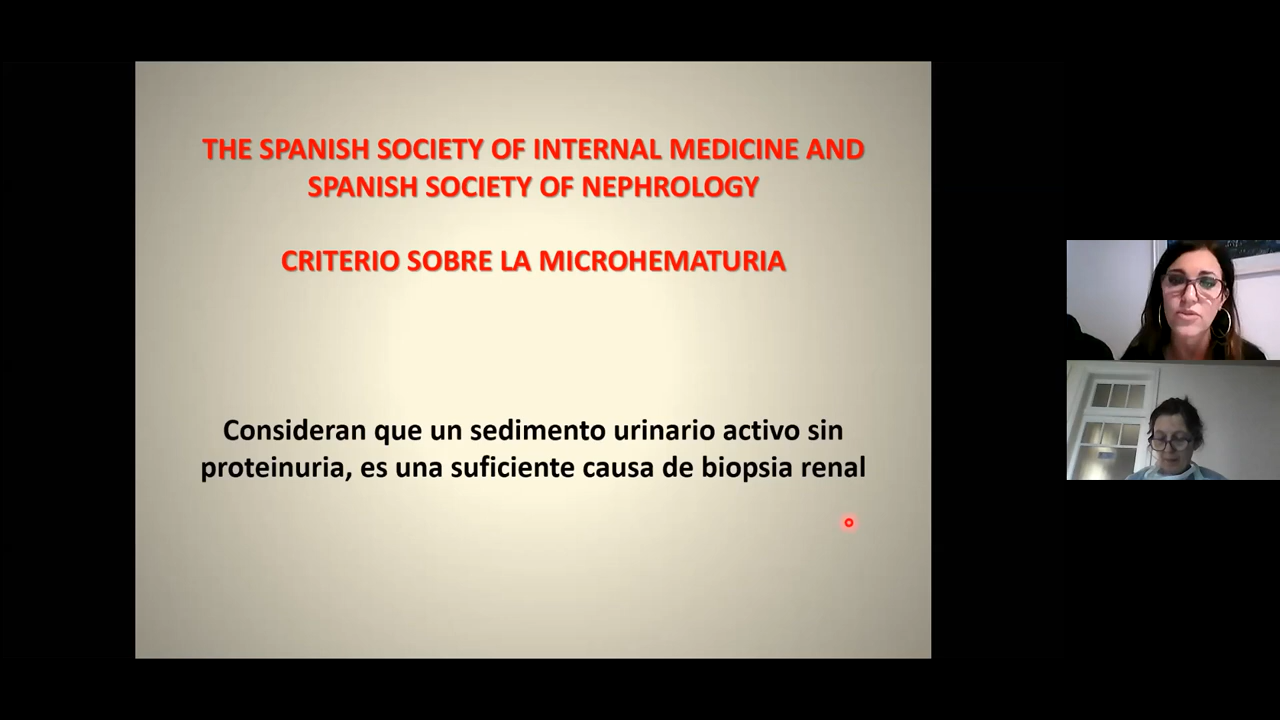 THE SPANISH SOCIETY OF INTERNAL MEDICINE AND
SPANISH SOCIETY OF NEPHROLOGY
CRITERIO SOBRE LA MICROHEMATURIA
Consideran que un sedimento urinario activo sin
proteinuria, es una suficiente causa de biopsia renal